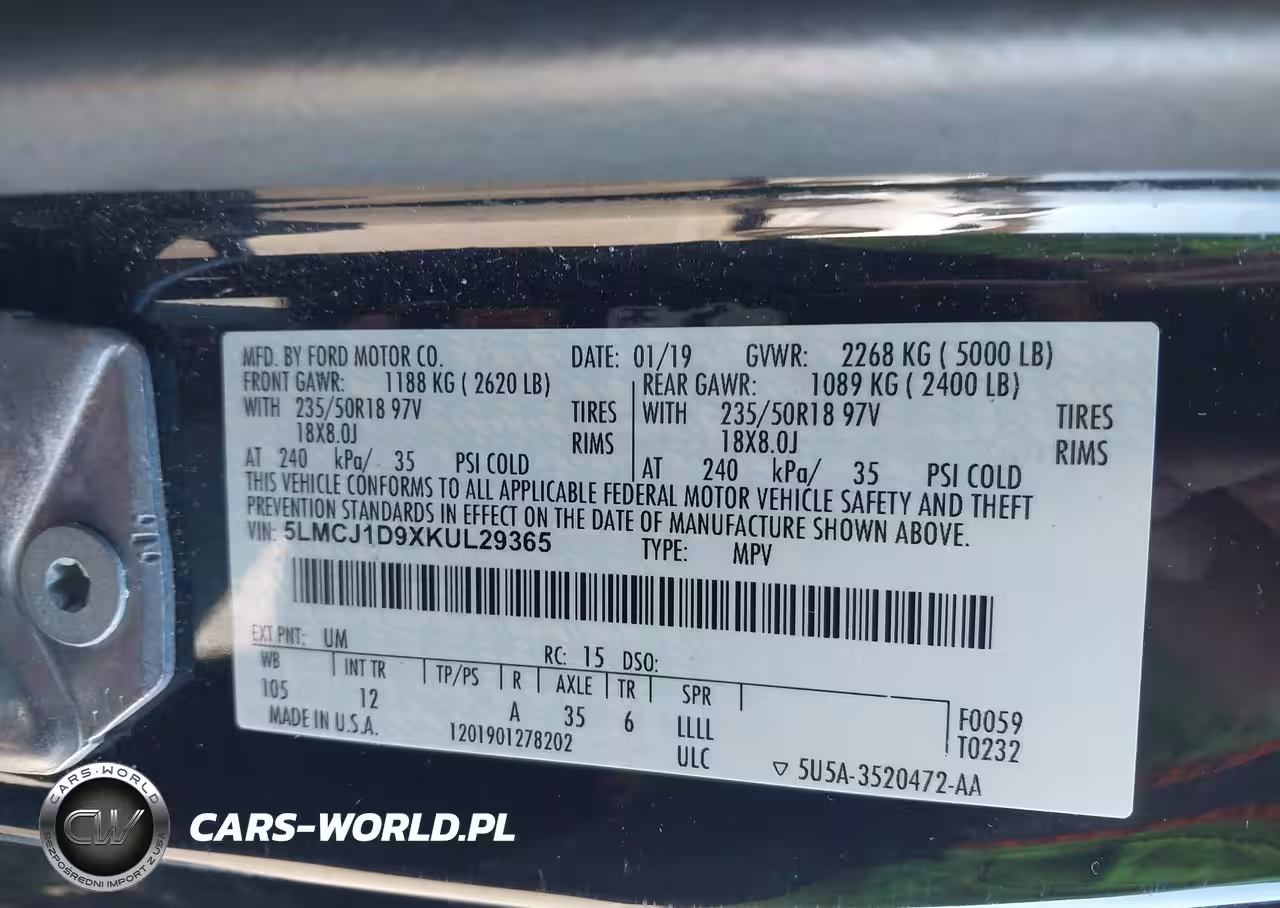 MFD. BY FORD MOTOR CO. DATE: 01/19 GVWR: 2268 KG ( 5000 LB)
FRONT GAWR: 1188 KG ( 2620 LB) REAR GAWR: 1089 KG ( 2400 LB)
WITH 235/50R18 97V TIRES WITH 235/50R18 97V TIRES
18X8.0J RIMS 18X8.0J RIMS
AT 240 kPa/ 35 PSI COLD AT 240 kPa/ 35 PSI COLD
THIS VEHICLE CONFORMS TO ALL APPLICABLE FEDERAL MOTOR VEHICLE SAFETY AND THEFT
PREVENTION STANDARDS IN EFFECT ON THE DATE OF MANUFACTURE SHOWN ABOVE.
VIN: 5LMCJ1D9XKUL29365 TYPE: MPV
EXT PNT: UM RC: 15 DSO:
WB INT TR TP/PS R AXLE TR SPR
105 12 A 35 6 LLLL F0059
MADE IN U.S.A. 1201901278202 ULC T0232
5U5A-3520472-AA
CARS-WORLD
CW
BEZPOŚREDNI IMPORT Z USA
CARS-WORLD.PL